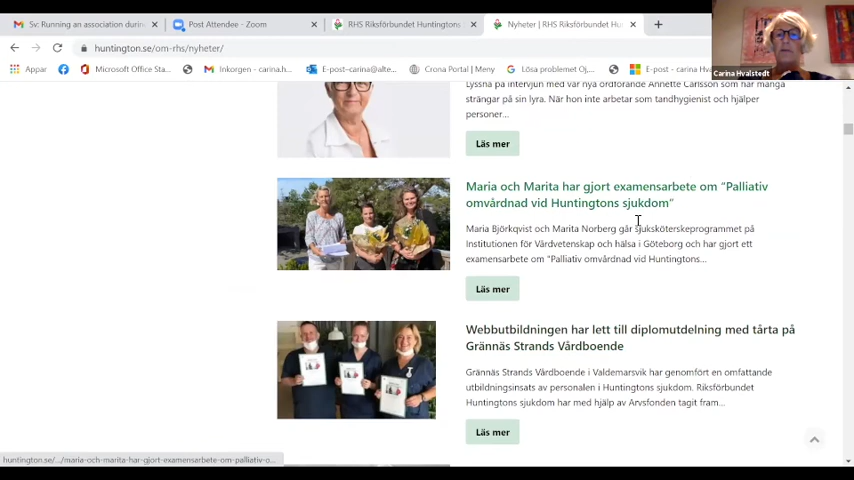 Sv: Running an association durin
Post Attendee - Zoom
RHS Riksförbundet Huntingtons
Nyheter | RHS Riksförbundet Hu
huntington.se/om-rhs/nyheter/
Appar
Microsoft Office Sta...
Inkorgen - carina.h...
E-post–carina@alte...
Crona Portal | Meny
Lösa problemet Oj,...
E-post - carina Hva
Carina Hvalstedt
Lyssna på intervjun med vår nya ordförande Annette Carlsson som har många
strängar på sin lyra. När hon inte arbetar som tandhygienist och hjälper
personer...
Läs mer
Maria och Marita har gjort examensarbete om "Palliativ
omvårdnad vid Huntingtons sjukdom"
Maria Björkqvist och Marita Norberg går sjuksköterskeprogrammet på
Institutionen för Vårdvetenskap och hälsa i Göteborg och har gjort ett
examensarbete om "Palliativ omvårdnad vid Huntingtons...
Läs mer
Webbutbildningen har lett till diplomutdelning med tårta på
Grännäs Strands Vårdboende
Grännäs Strands Vårdboende i Valdemarsvik har genomfört en omfattande
utbildningsinsats av personalen i Huntingtons sjukdom. Riksförbundet
Huntingtons sjukdom har med hjälp av Arvsfonden tagit fram...
Läs mer
huntington.se/.../maria-och-marita-har-gjort-examensarbete-om-palliativ-o...